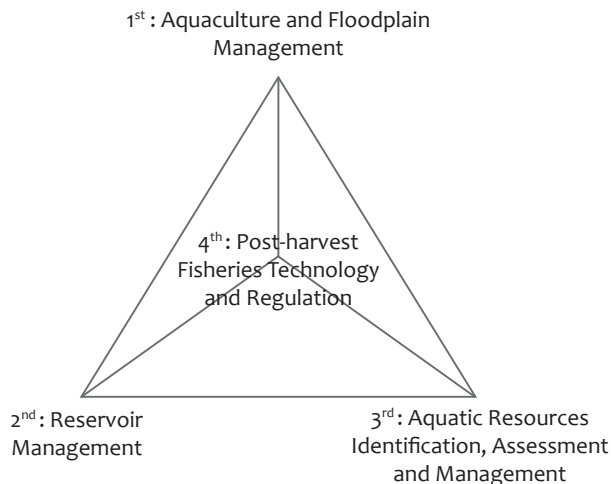 1st : Aquaculture and Floodplain
Management
4th : Post-harvest
Fisheries Technology
and Regulation
2nd : Reservoir
Management
3rd : Aquatic Resources
Identification, Assessment
and Management